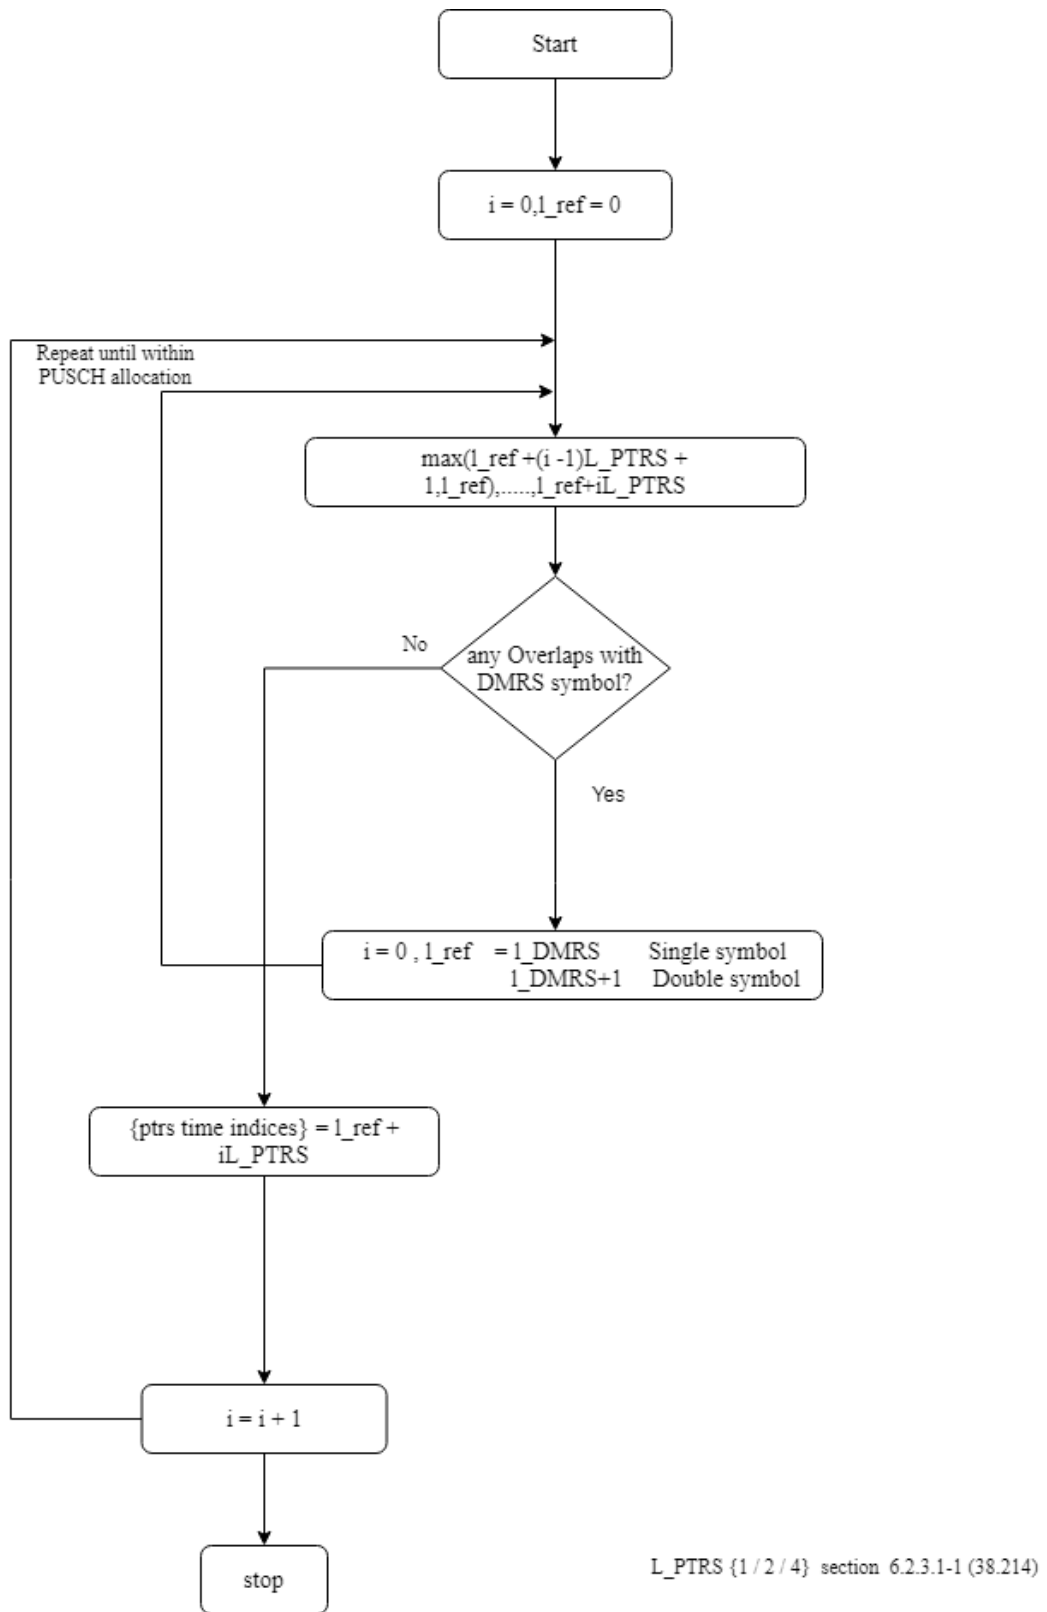 Start
i = 0,l_ref = 0
Repeat until within
PUSCH allocation
max(l_ref +(i -1)L_PTRS +
1,l_ref),.....,l_ref+iL_PTRS
No
any Overlaps with
DMRS symbol?
Yes
i = 0 , l_ref = l_DMRS Single symbol
l_DMRS+1 Double symbol
{ptrs time indices} = l_ref +
iL_PTRS
i = i + 1
stop
L_PTRS {1 / 2 / 4} section 6.2.3.1-1 (38.214)